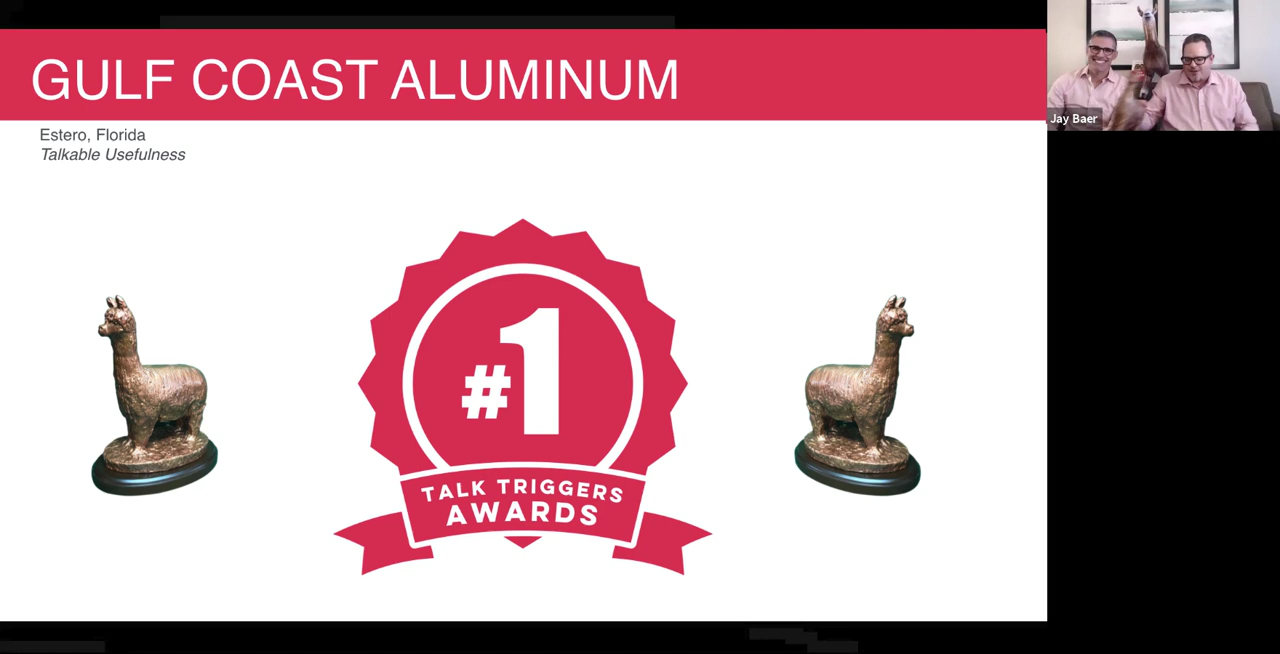 GULF COAST ALUMINUM
Estero, Florida
Talkable Usefulness
#1
TALK TRIGGERS
AWARDS
Jay Baer